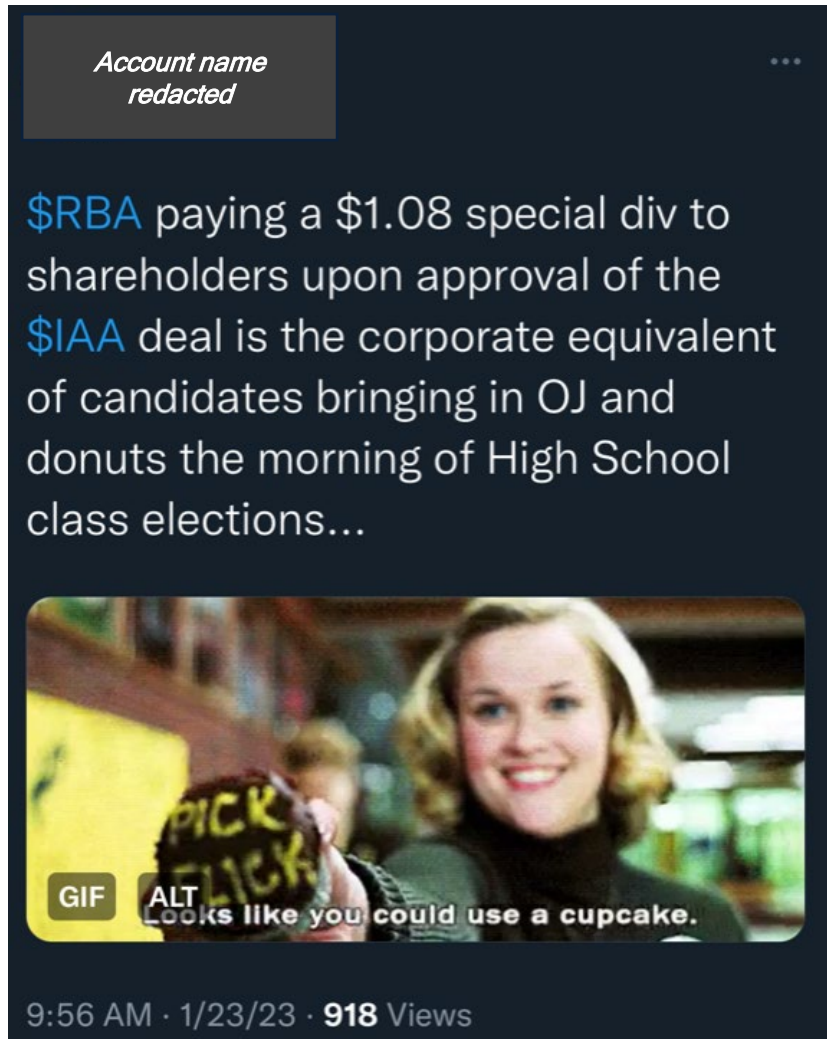 Account name
redacted
$RBA paying a $1.08 special div to
shareholders upon approval of the
$IAA deal is the corporate equivalent
of candidates bringing in OJ and
donuts the morning of High School
class elections...
PICK
FLICK
GIF
ALT
Looks like you could use a cupcake.
9:56 AM · 1/23/23 · 918 Views